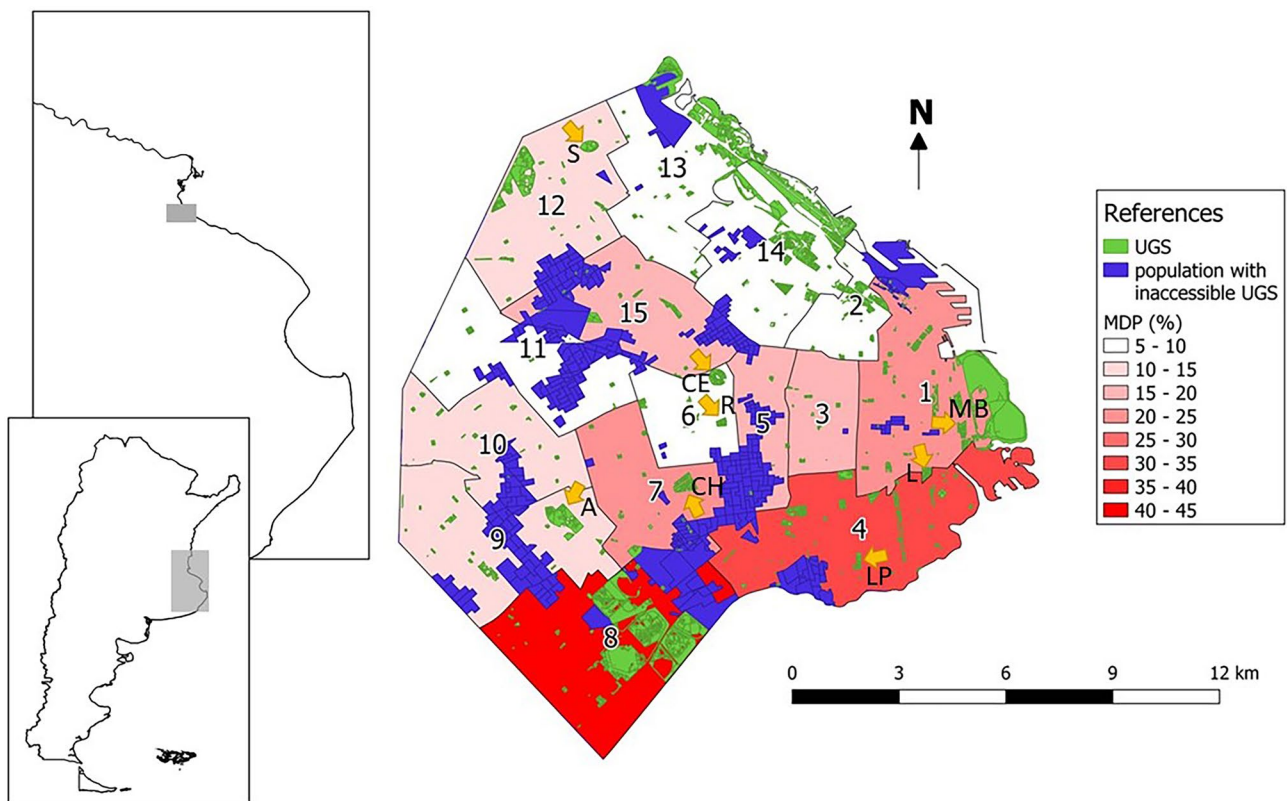 N
S
13
12
14
2
15
11
CE
R
6
5
3
1
MB
10
L
CH
7
A
4
9
LP
8
References
UGS
population with
inaccessible UGS
MDP (%)
5 - 10
10 - 15
15 - 20
20 - 25
25 - 30
30 - 35
35 - 40
40 - 45
0 3 6 9 12 km